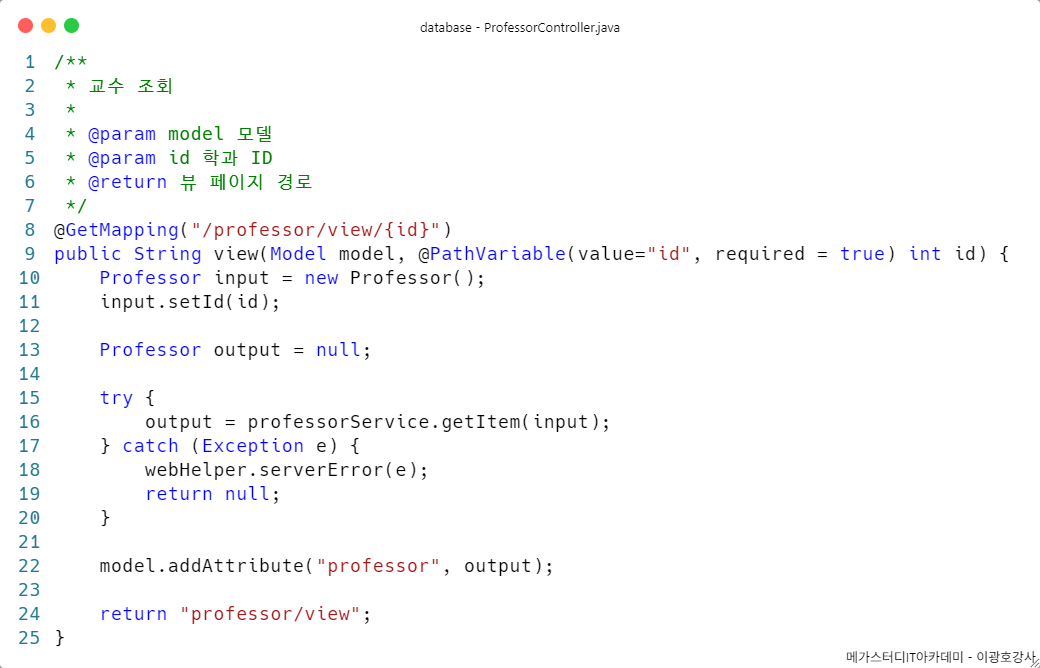 database - ProfessorController.java
1 /**
2  * 교수 조회
3  *
4  * @param model 모델
5  * @param id 학과 ID
6  * @return 뷰 페이지 경로
7  */
8 @GetMapping("/professor/view/{id}")
9 public String view(Model model, @PathVariable(value="id", required = true) int id) {
10     Professor input = new Professor();
11     input.setId(id);
12
13     Professor output = null;
14
15     try {
16         output = professorService.getItem(input);
17     } catch (Exception e) {
18         webHelper.serverError(e);
19         return null;
20     }
21
22     model.addAttribute("professor", output);
23
24     return "professor/view";
25 }
메가스터디IT아카데미 - 이광호강사